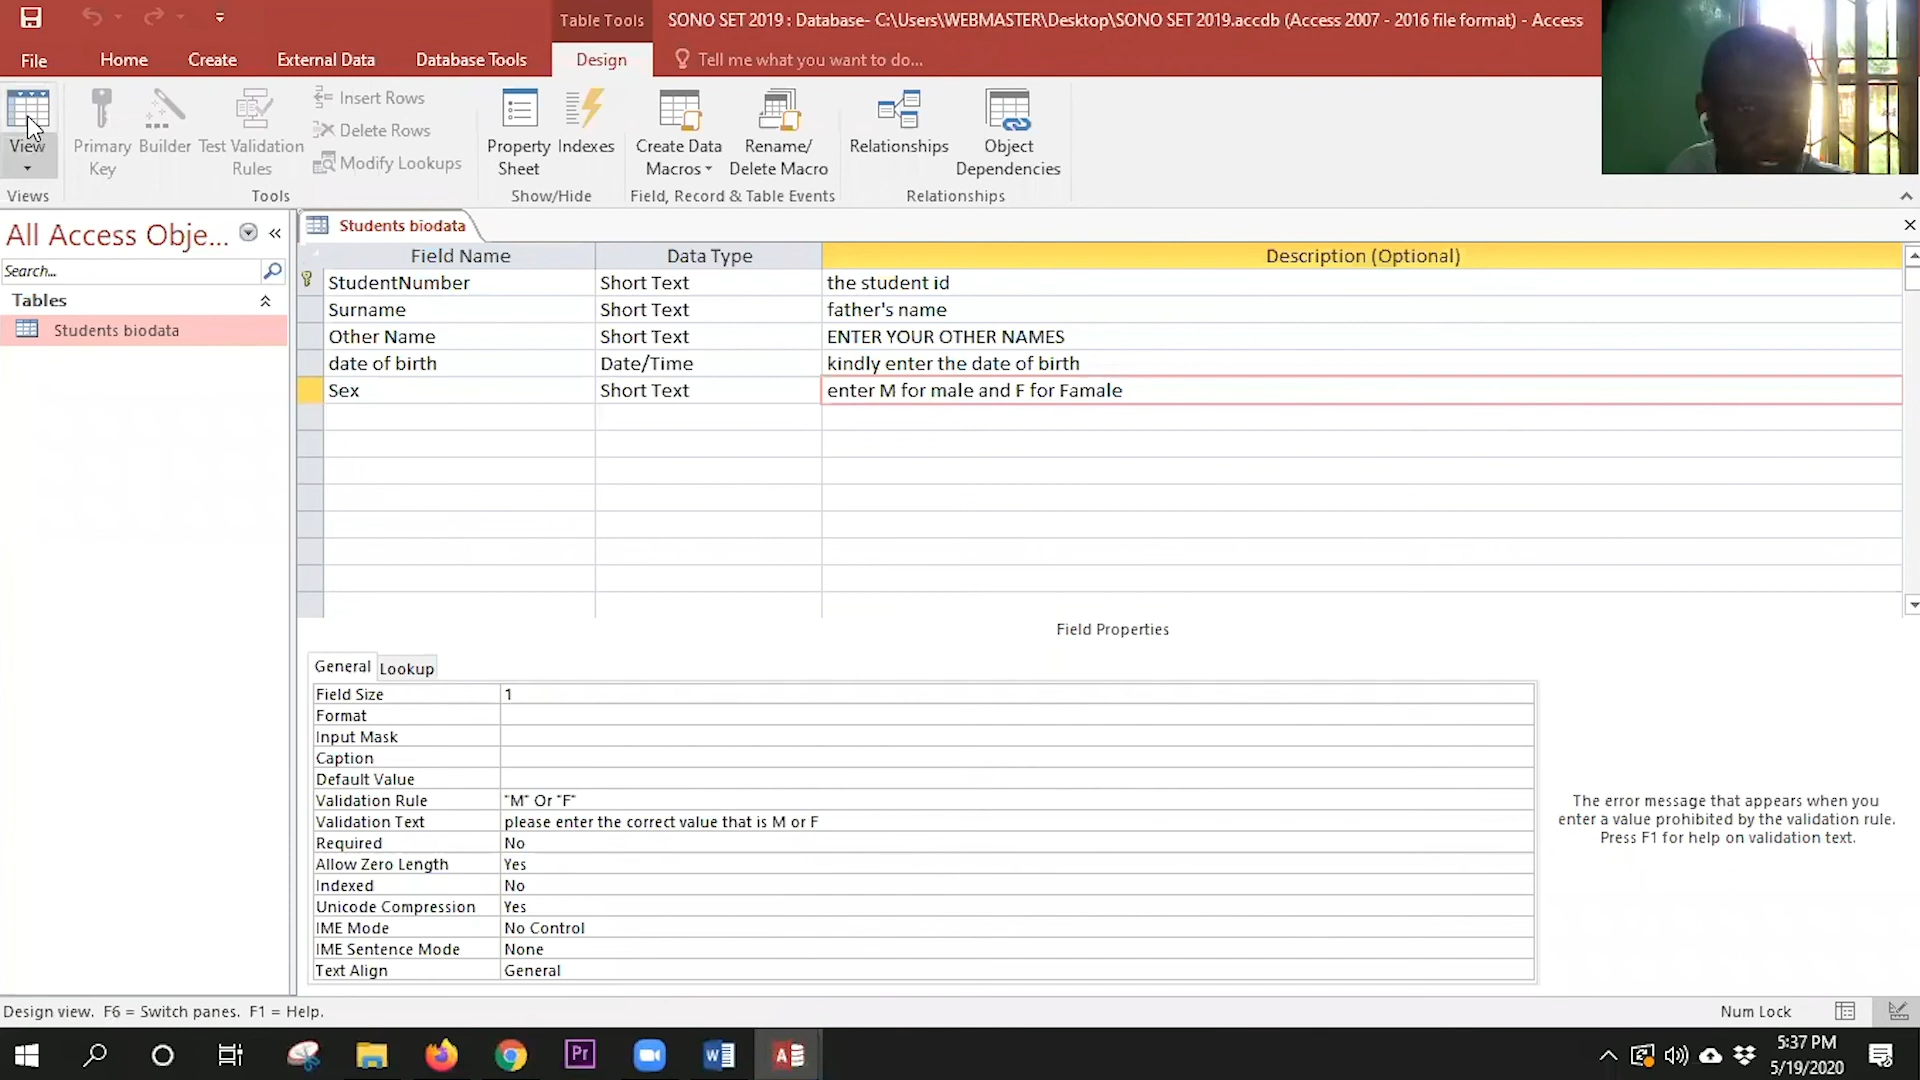 Table Tools
SONO SET 2019 : Database- C:\Users\WEBMASTER\Desktop\SONO SET 2019.accdb (Access 2007 - 2016 file format) - Access
File Home Create External Data Database Tools Design Tell me what you want to do...
View
Primary Key
Builder
Test Validation Rules
Insert Rows
Delete Rows
Modify Lookups
Property Sheet
Indexes
Create Data Macros
Rename/ Delete Macro
Relationships
Object Dependencies
Views Tools Show/Hide Field, Record & Table Events Relationships
All Access Obje...
Search...
Tables
Students biodata
Students biodata
Field Name Data Type Description (Optional)
StudentNumber Short Text the student id
Surname Short Text father's name
Other Name Short Text ENTER YOUR OTHER NAMES
date of birth Date/Time kindly enter the date of birth
Sex Short Text enter M for male and F for Famale
Field Properties
General Lookup
Field Size 1
Format
Input Mask
Caption
Default Value
Validation Rule "M" Or "F"
Validation Text please enter the correct value that is M or F
Required No
Allow Zero Length Yes
Indexed No
Unicode Compression Yes
IME Mode No Control
IME Sentence Mode None
Text Align General
The error message that appears when you
enter a value prohibited by the validation rule.
Press F1 for help on validation text.
Design view. F6 = Switch panes. F1 = Help.
Num Lock
Pr
5:37 PM
5/19/2020